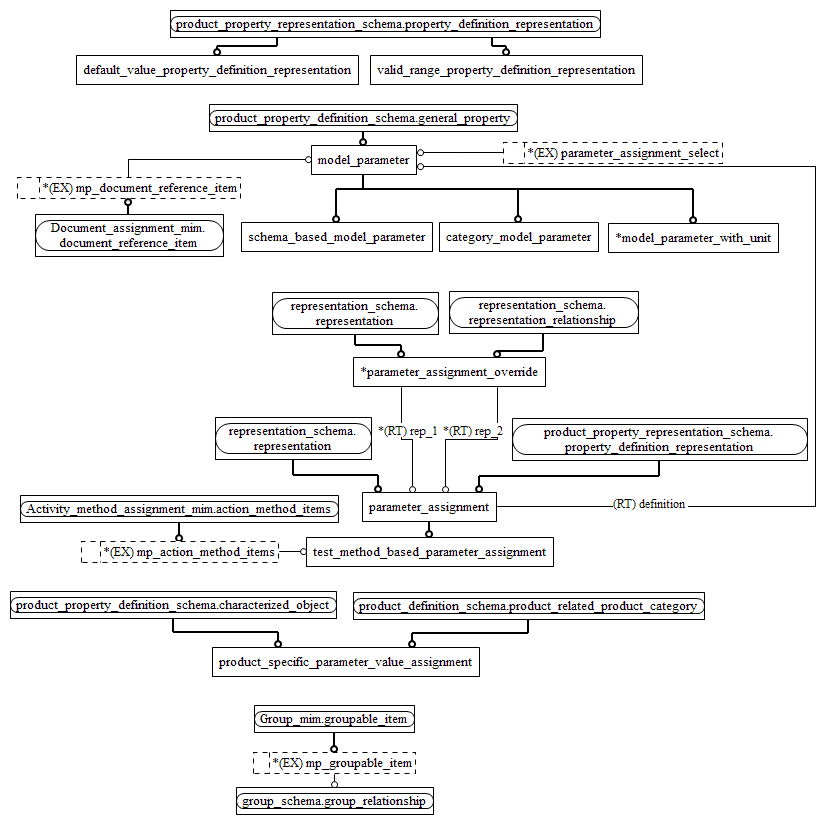 product_property_representation_schema.property_definition_representation
default_value_property_definition_representation
valid_range_property_definition_representation
product_property_definition_schema.general_property
model_parameter
*(EX) parameter_assignment_select
*(EX) mp_document_reference_item
Document_assignment_mim.
document_reference_item
schema_based_model_parameter
category_model_parameter
*model_parameter_with_unit
representation_schema.
representation
representation_schema.
representation_relationship
*parameter_assignment_override
*(RT) rep_1
*(RT) rep_2
representation_schema.
representation
product_property_representation_schema.
property_definition_representation
Activity_method_assignment_mim.action_method_items
parameter_assignment
(RT) definition
*(EX) mp_action_method_items
test_method_based_parameter_assignment
product_property_definition_schema.characterized_object
product_definition_schema.product_related_product_category
product_specific_parameter_value_assignment
Group_mim.groupable_item
*(EX) mp_groupable_item
group_schema.group_relationship